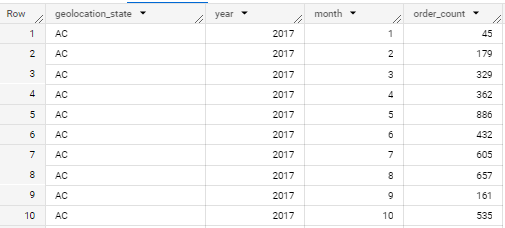 Row geolocation_state year month order_count
1 AC 2017 1 45
2 AC 2017 2 179
3 AC 2017 3 329
4 AC 2017 4 362
5 AC 2017 5 886
6 AC 2017 6 432
7 AC 2017 7 605
8 AC 2017 8 657
9 AC 2017 9 161
10 AC 2017 10 535